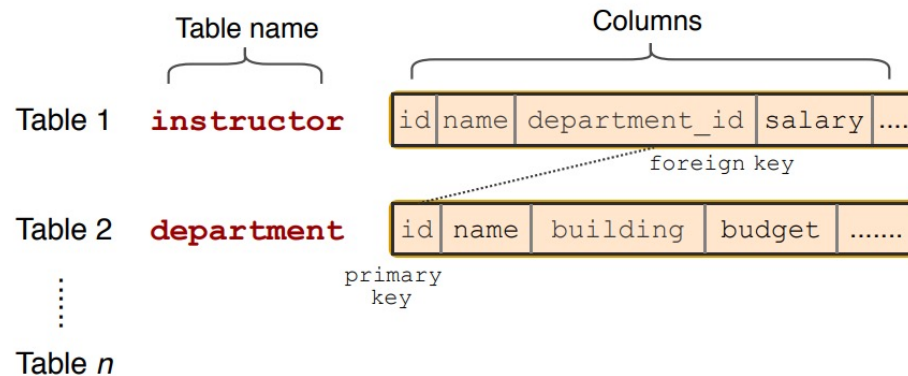 Table name Columns
Table 1 instructor id name department_id salary ....
foreign key
Table 2 department id name building budget .......
primary
key
Table n